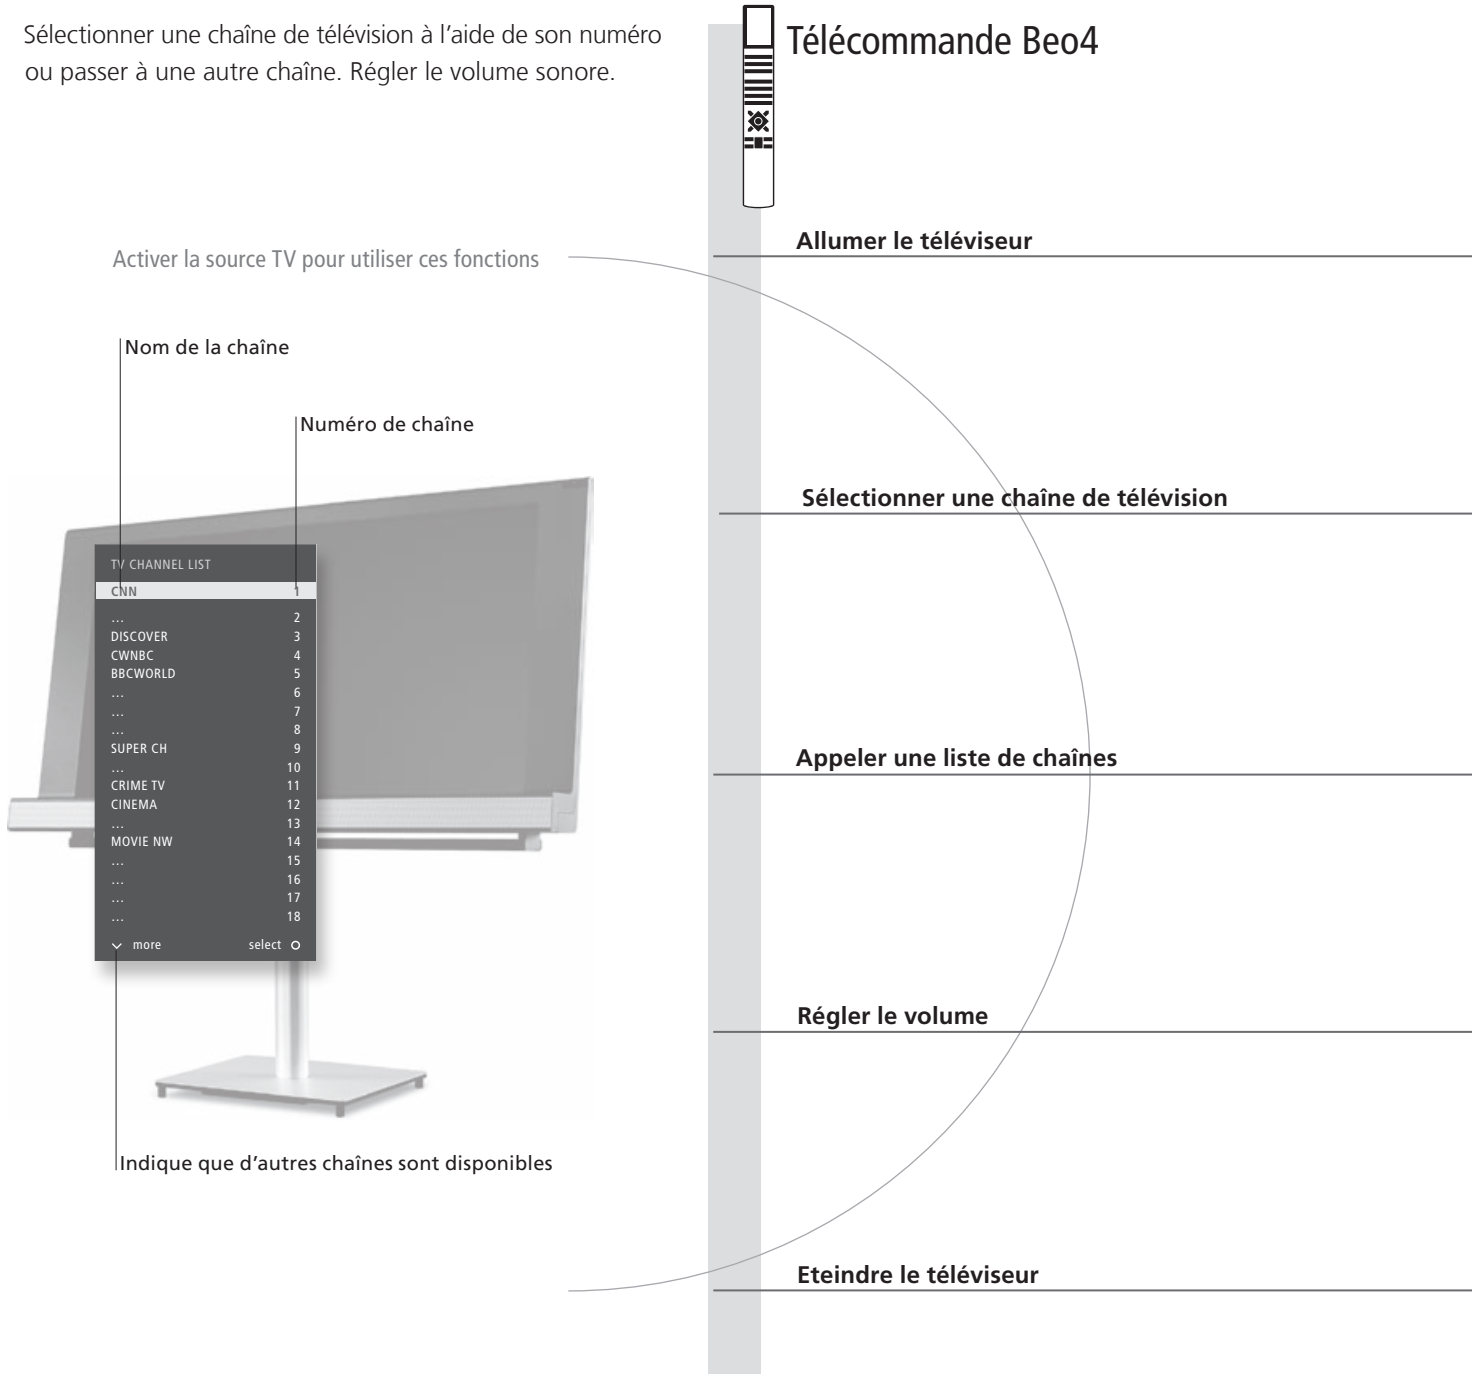 Sélectionner une chaîne de télévision à l’aide de son numéro
ou passer à une autre chaîne. Régler le volume sonore.
Télécommande Beo4
Allumer le téléviseur
Activer la source TV pour utiliser ces fonctions
Nom de la chaîne
Numéro de chaîne
Sélectionner une chaîne de télévision
TV CHANNEL LIST
CNN 1
... 2
DISCOVER 3
CWNBC 4
BBCWORLD 5
... 6
... 7
... 8
SUPER CH 9
... 10
CRIME TV 11
CINEMA 12
... 13
MOVIE NW 14
... 15
... 16
... 17
... 18
more select
Appeler une liste de chaînes
Régler le volume
Indique que d’autres chaînes sont disponibles
Eteindre le téléviseur